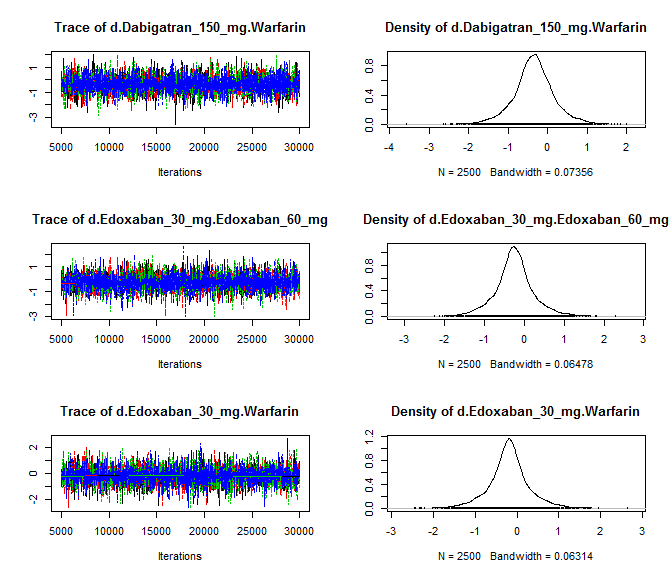 Trace of d.Dabigatran_150_mg.Warfarin
1
-1
-3
5000 10000 15000 20000 25000 30000
Iterations
Density of d.Dabigatran_150_mg.Warfarin
0.8
0.4
0.0
-4 -3 -2 -1 0 1 2
N = 2500 Bandwidth = 0.07356
Trace of d.Edoxaban_30_mg.Edoxaban_60_mg
1
-1
-3
5000 10000 15000 20000 25000 30000
Iterations
Density of d.Edoxaban_30_mg.Edoxaban_60_mg
0.8
0.4
0.0
-3 -2 -1 0 1 2 3
N = 2500 Bandwidth = 0.06478
Trace of d.Edoxaban_30_mg.Warfarin
2
0
-2
5000 10000 15000 20000 25000 30000
Iterations
Density of d.Edoxaban_30_mg.Warfarin
1.2
0.8
0.4
0.0
-3 -2 -1 0 1 2 3
N = 2500 Bandwidth = 0.06314